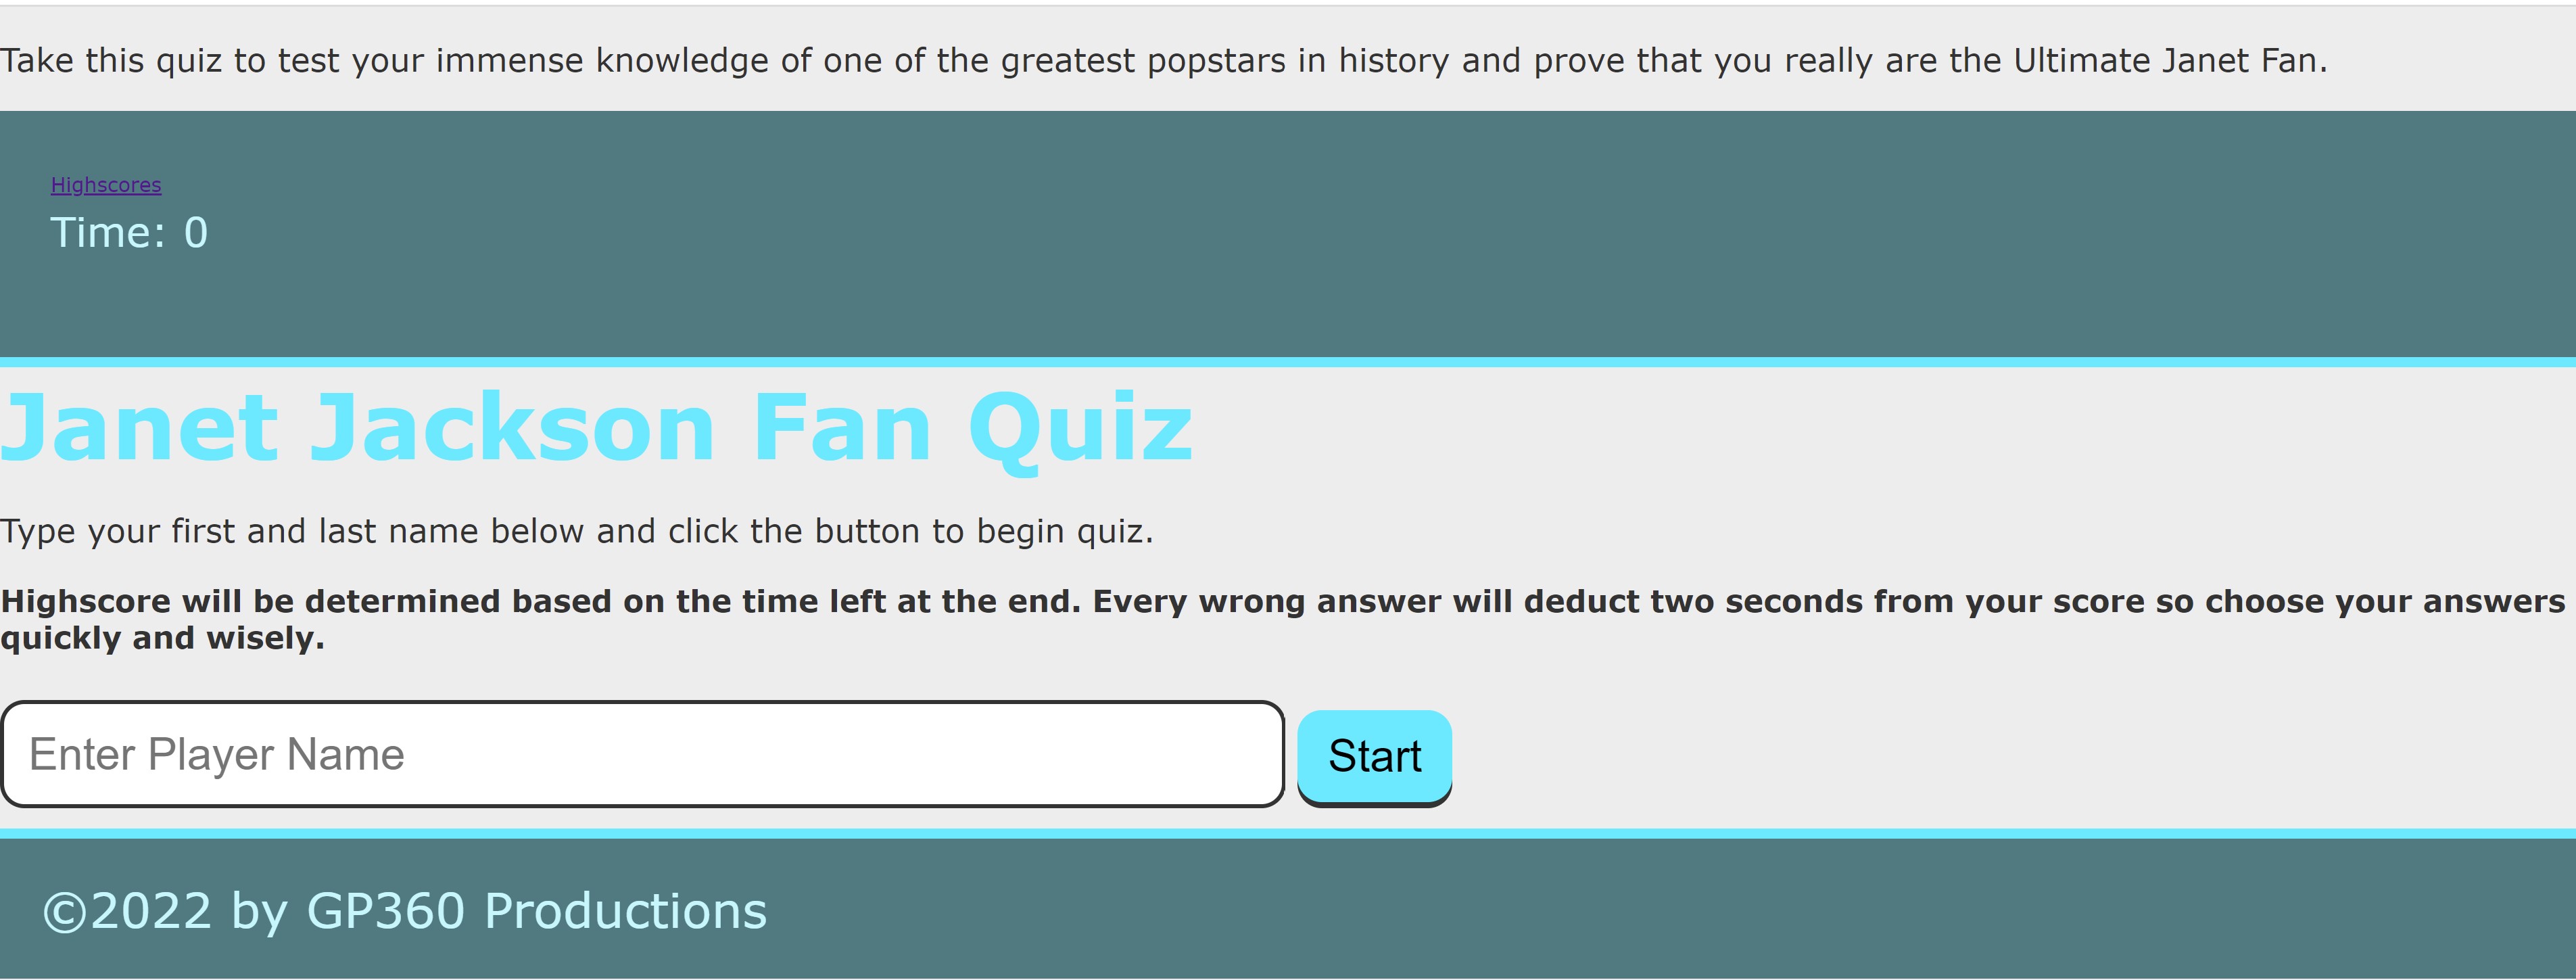 Take this quiz to test your immense knowledge of one of the greatest popstars in history and prove that you really are the Ultimate Janet Fan.
Highscores
Time: 0
Janet Jackson Fan Quiz
Type your first and last name below and click the button to begin quiz.
Highscore will be determined based on the time left at the end. Every wrong answer will deduct two seconds from your score so choose your answers
quickly and wisely.
Enter Player Name
Start
©2022 by GP360 Productions